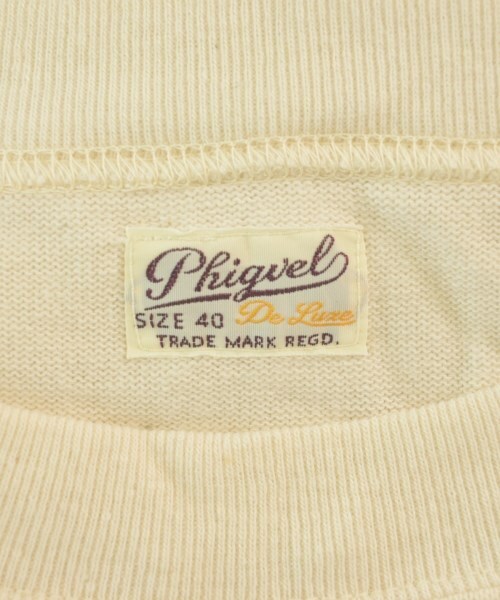 Phigvel
SIZE 40 De Luxe
TRADE MARK REGD.